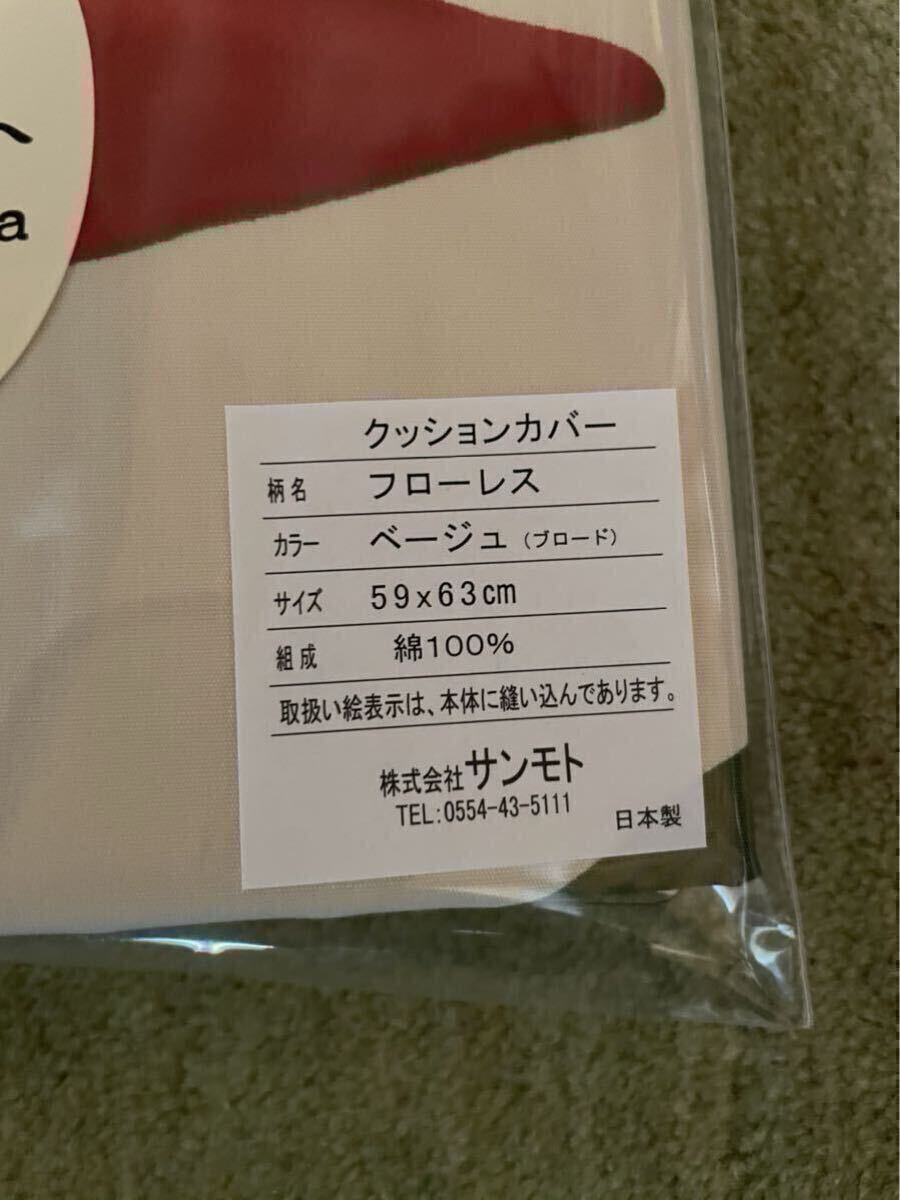 a
クッションカバー
柄名 フローレス
カラー ベージュ（ブロード）
サイズ 59x63cm
組成 綿100%
取扱い絵表示は、本体に縫い込んであります。
株式会社サンモト
TEL:0554-43-5111
日本製